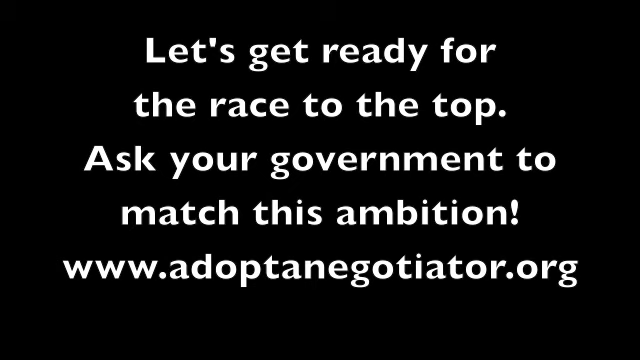 Let's get ready for
the race to the top.
Ask your government to
match this ambition!
www.adoptanegotiator.org